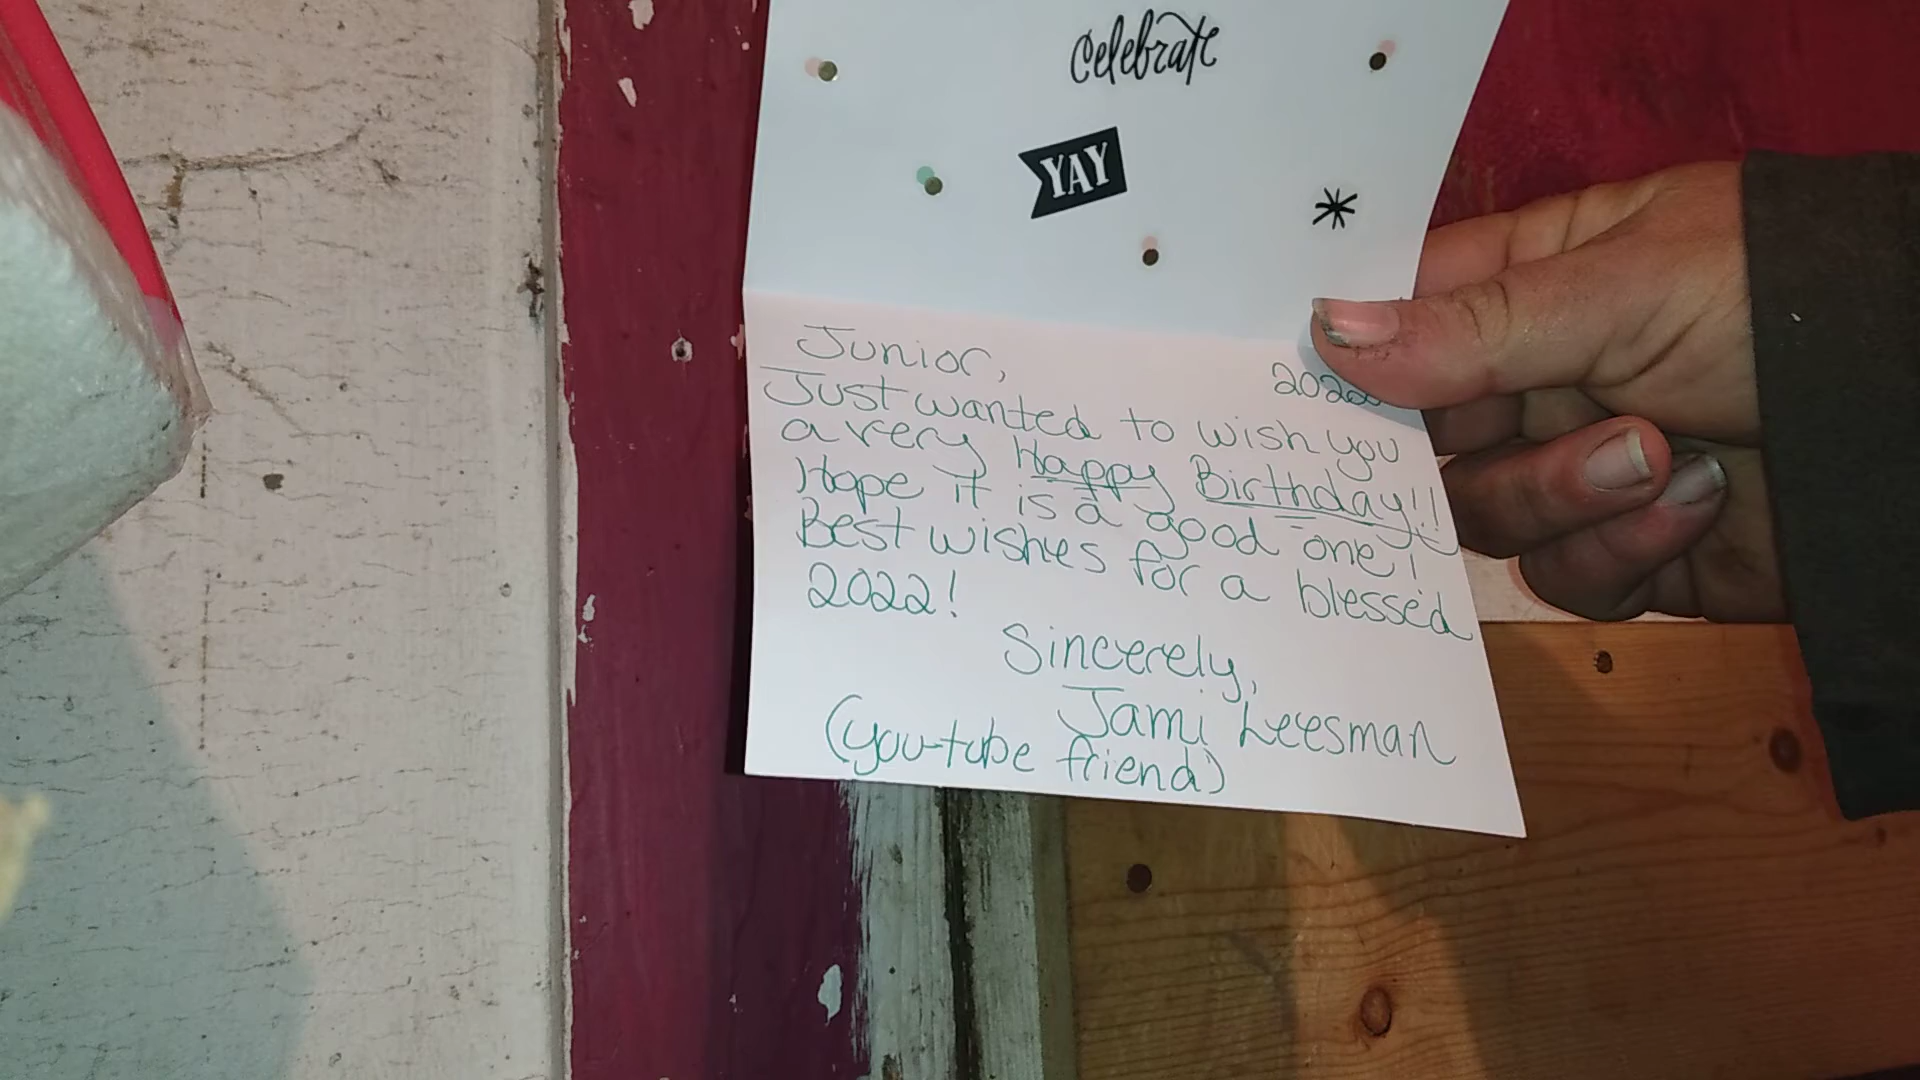 Celebrate
YAY
Junior,
2022
Just wanted to wish you
a very Happy Birthday!!
Hope it is a good one!
Best wishes for a blessed
2022!
Sincerely,
Jami Leesman
(you-tube friend)